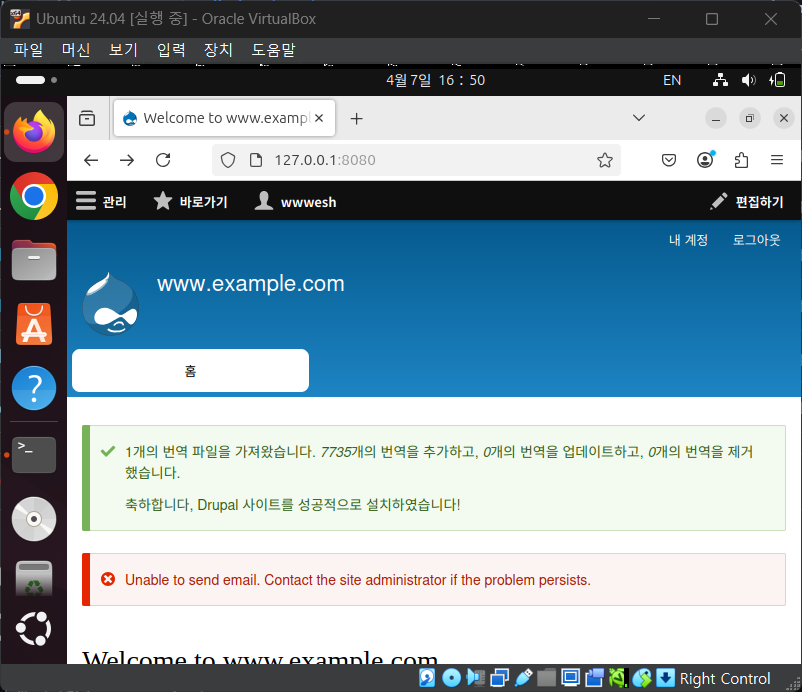 Ubuntu 24.04 [실행 중] - Oracle VirtualBox
파일 머신 보기 입력 장치 도움말
4월 7일 16 : 50
EN
Welcome to www.exampl
127.0.0.1:8080
관리 바로가기 wwwesh 편집하기
내 계정 로그아웃
www.example.com
홈
1개의 번역 파일을 가져왔습니다. 7735개의 번역을 추가하고, 0개의 번역을 업데이트하고, 0개의 번역을 제거
했습니다.
축하합니다, Drupal 사이트를 성공적으로 설치하였습니다!
Unable to send email. Contact the site administrator if the problem persists.
Welcome to www.example.com
Right Control